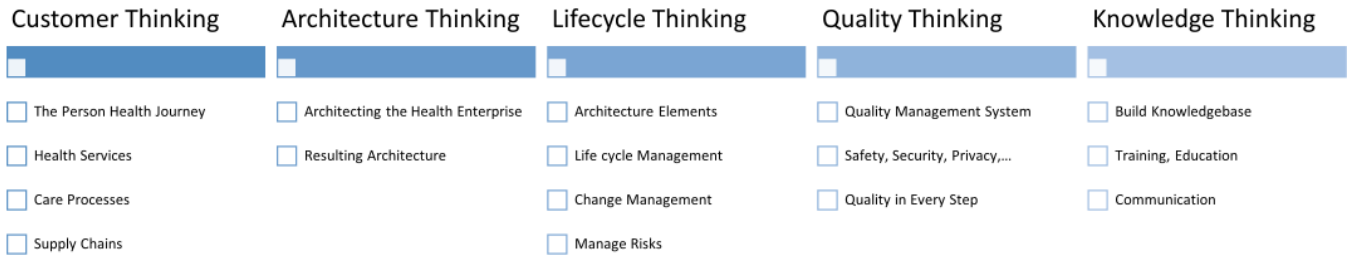 Customer Thinking
The Person Health Journey
Health Services
Care Processes
Supply Chains
Architecture Thinking
Architecting the Health Enterprise
Resulting Architecture
Lifecycle Thinking
Architecture Elements
Life cycle Management
Change Management
Manage Risks
Quality Thinking
Quality Management System
Safety, Security, Privacy,...
Quality in Every Step
Knowledge Thinking
Build Knowledgebase
Training, Education
Communication